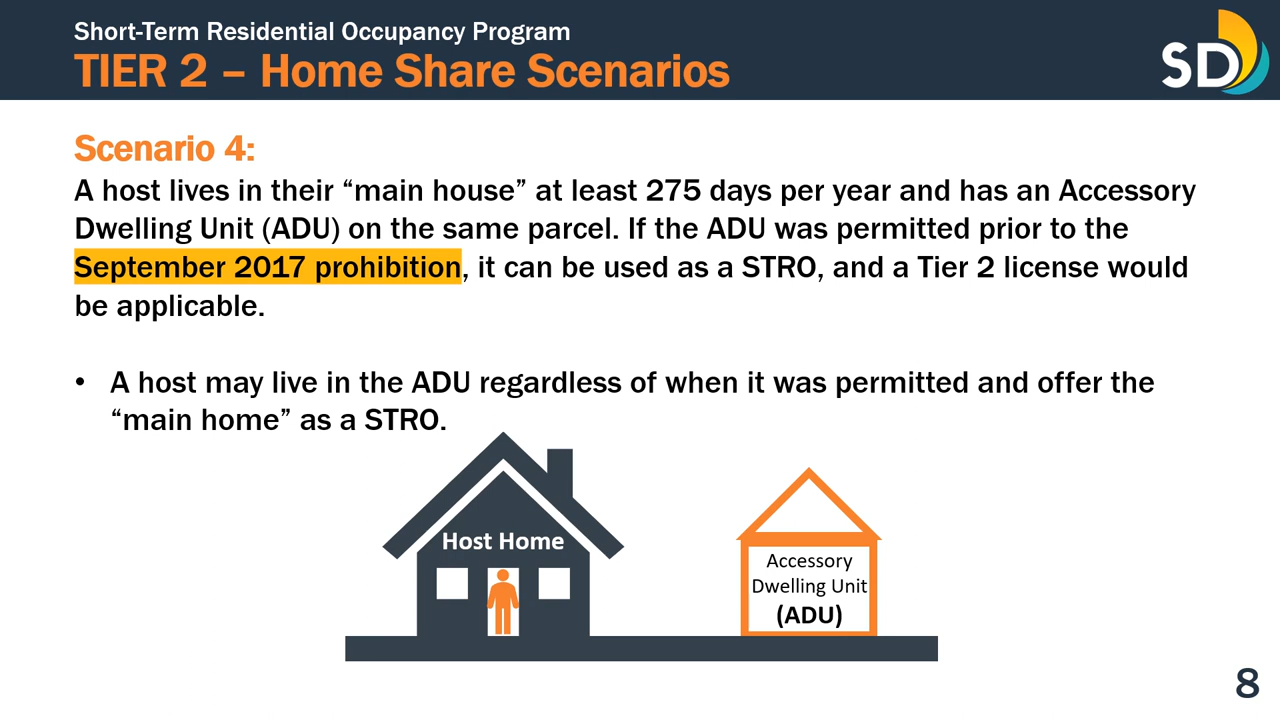 Short-Term Residential Occupancy Program
TIER 2 – Home Share Scenarios
SD
Scenario 4:
A host lives in their “main house” at least 275 days per year and has an Accessory
Dwelling Unit (ADU) on the same parcel. If the ADU was permitted prior to the
September 2017 prohibition, it can be used as a STRO, and a Tier 2 license would
be applicable.
• A host may live in the ADU regardless of when it was permitted and offer the
“main home” as a STRO.
Host Home
Accessory
Dwelling Unit
(ADU)
8